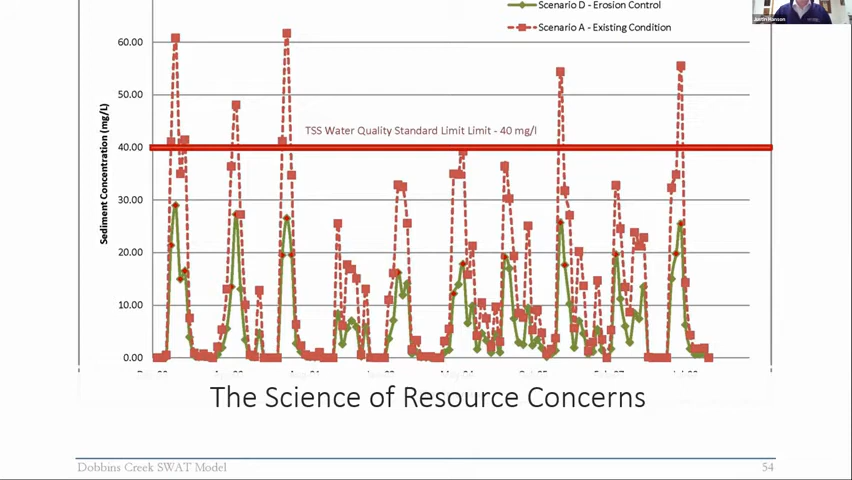 Scenario D - Erosion Control
Justin Hanson
Scenario A - Existing Condition
60.00
50.00
TSS Water Quality Standard Limit Limit - 40 mg/l
40.00
Sediment Concentration (mg/L)
30.00
20.00
10.00
0.00
The Science of Resource Concerns
Dobbins Creek SWAT Model
54